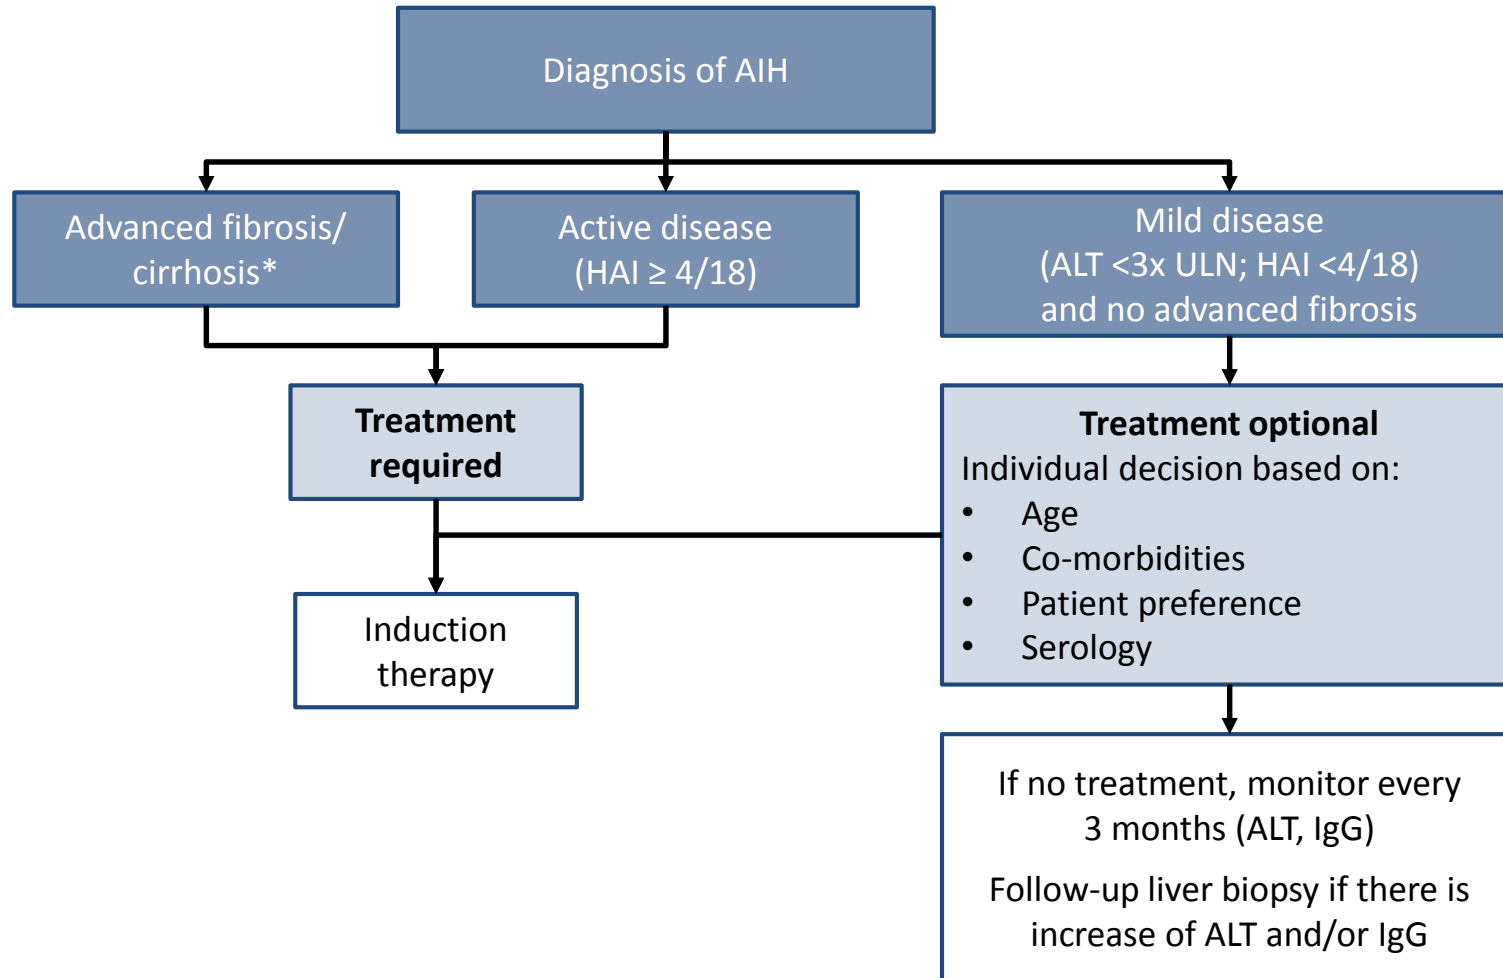 Diagnosis of AIH
Advanced fibrosis/
cirrhosis*
Active disease
(HAI ≥ 4/18)
Mild disease
(ALT <3x ULN; HAI <4/18)
and no advanced fibrosis
Treatment
required
Treatment optional
Individual decision based on:
• Age
• Co-morbidities
• Patient preference
• Serology
Induction
therapy
If no treatment, monitor every
3 months (ALT, IgG)
Follow-up liver biopsy if there is
increase of ALT and/or IgG